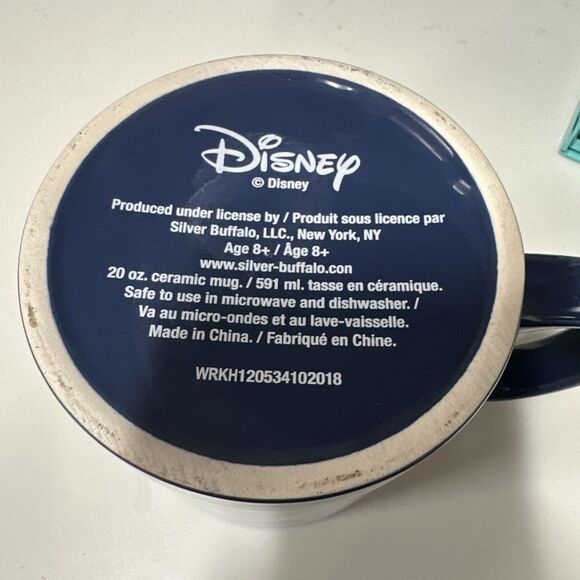 Disney
© Disney
Produced under license by / Produit sous licence par
Silver Buffalo, LLC., New York, NY
Age 8+ / Âge 8+
www.silver-buffalo.con
20 oz. ceramic mug. / 591 ml. tasse en céramique.
Safe to use in microwave and dishwasher. /
Va au micro-ondes et au lave-vaisselle.
Made in China. / Fabriqué en Chine.
WRKH120534102018